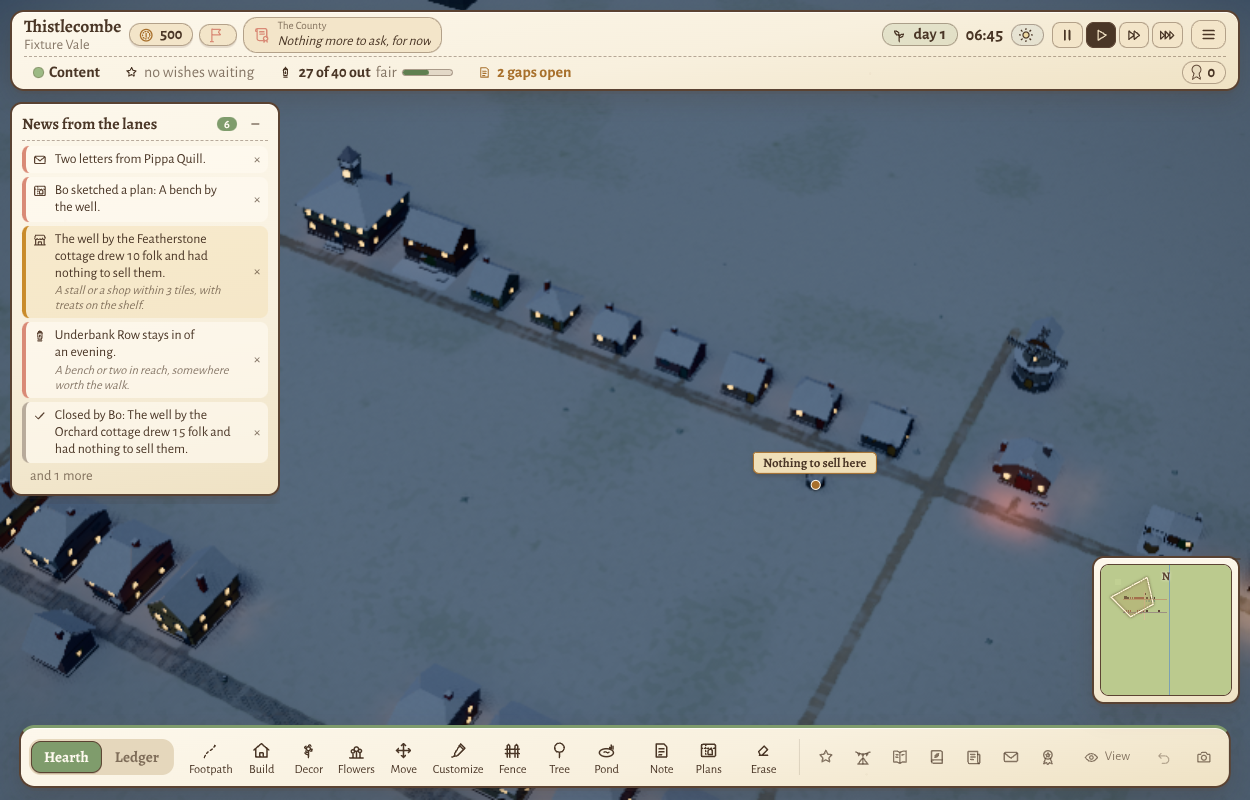 Thistlecombe
Fixture Vale
500
The County
Nothing more to ask, for now
day 1
06:45
Content
no wishes waiting
27 of 40 out fair
2 gaps open
0
News from the lanes
6
Two letters from Pippa Quill.
Bo sketched a plan: A bench by
the well.
The well by the Featherstone
cottage drew 10 folk and had
nothing to sell them.
A stall or a shop within 3 tiles, with
treats on the shelf.
Underbank Row stays in of
an evening.
A bench or two in reach, somewhere
worth the walk.
Closed by Bo: The well by the
Orchard cottage drew 15 folk and
had nothing to sell them.
and 1 more
Nothing to sell here
N
Hearth
Ledger
Footpath
Build
Decor
Flowers
Move
Customize
Fence
Tree
Pond
Note
Plans
Erase
View